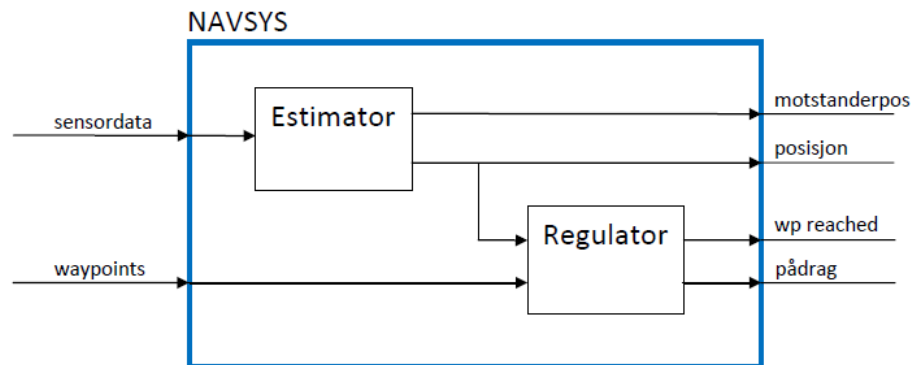 NAVSYS
Estimator
motstanderpos
sensordata
posisjon
Regulator
wp reached
waypoints
pådrag